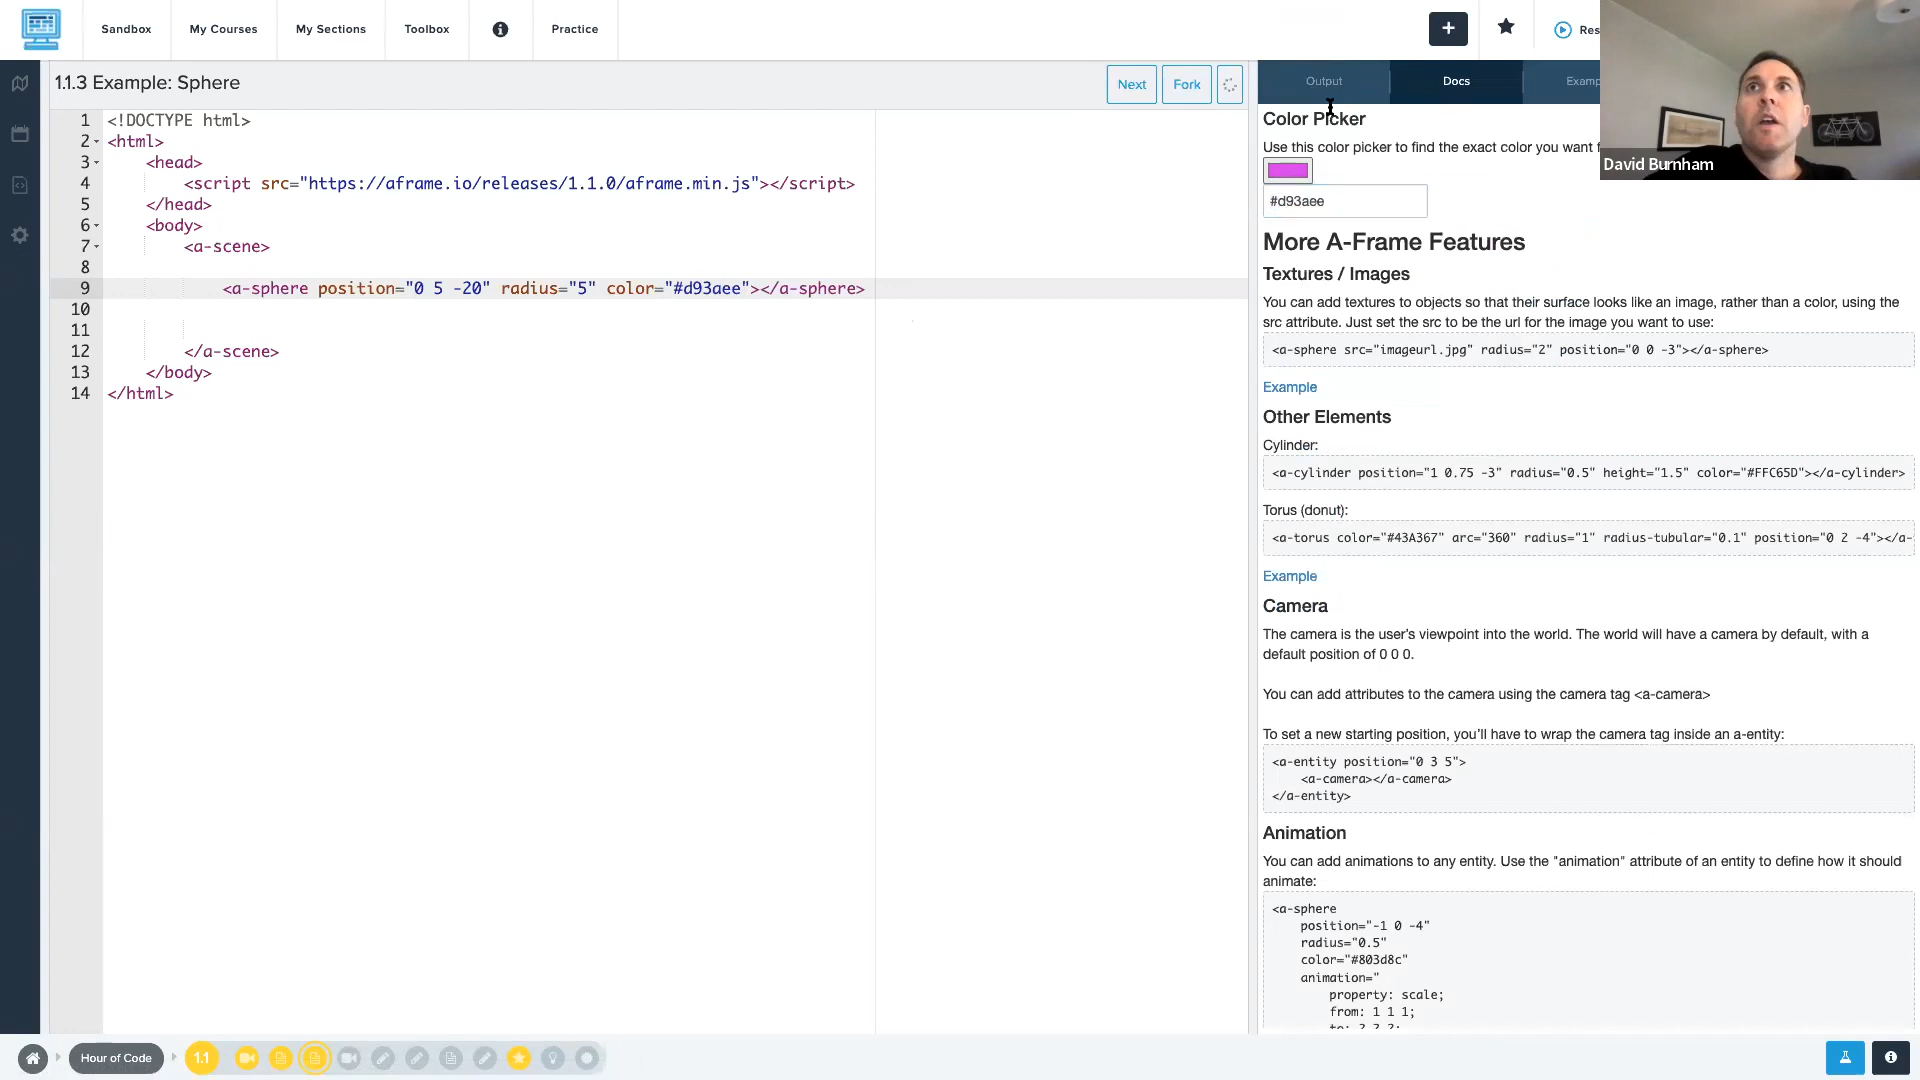 Sandbox
My Courses
My Sections
Toolbox
Practice
Res
1.1.3 Example: Sphere
Next
Fork
1 <!DOCTYPE html>
2 <html>
3 <head>
4 <script src="https://aframe.io/releases/1.1.0/aframe.min.js"></script>
5 </head>
6 <body>
7 <a-scene>
8
9 <a-sphere position="0 5 -20" radius="5" color="#d93aee"></a-sphere>
10
11
12 </a-scene>
13 </body>
14 </html>
Output
Docs
Examp
David Burnham
Color Picker
Use this color picker to find the exact color you want
#d93aee
More A-Frame Features
Textures / Images
You can add textures to objects so that their surface looks like an image, rather than a color, using the
src attribute. Just set the src to be the url for the image you want to use:
<a-sphere src="imageurl.jpg" radius="2" position="0 0 -3"></a-sphere>
Example
Other Elements
Cylinder:
<a-cylinder position="1 0.75 -3" radius="0.5" height="1.5" color="#FFC65D"></a-cylinder>
Torus (donut):
<a-torus color="#43A367" arc="360" radius="1" radius-tubular="0.1" position="0 2 -4"></a-
Example
Camera
The camera is the user's viewpoint into the world. The world will have a camera by default, with a
default position of 0 0 0.
You can add attributes to the camera using the camera tag <a-camera>
To set a new starting position, you'll have to wrap the camera tag inside an a-entity:
<a-entity position="0 3 5">
<a-camera></a-camera>
</a-entity>
Animation
You can add animations to any entity. Use the "animation" attribute of an entity to define how it should
animate:
<a-sphere
position="-1 0 -4"
radius="0.5"
color="#803d8c"
animation="
property: scale;
from: 1 1 1;
to: 2 2 2;
Hour of Code
1.1